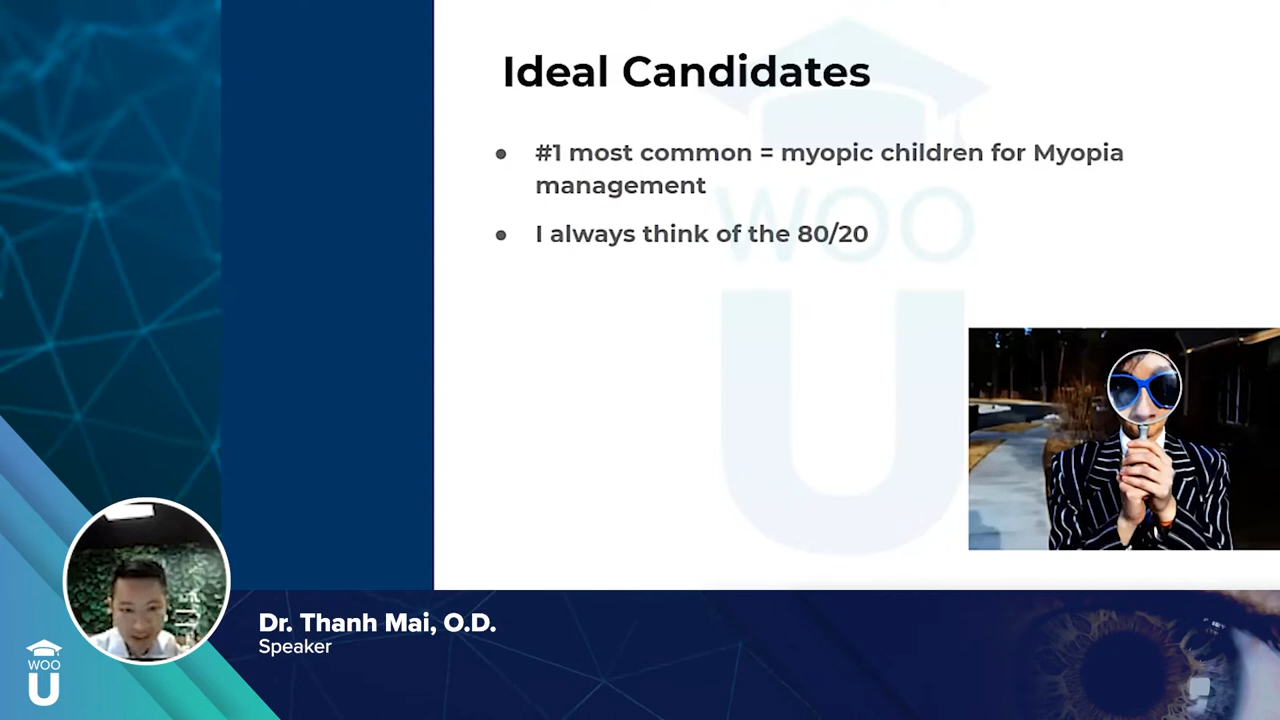 Ideal Candidates
● #1 most common = myopic children for Myopia
management
● I always think of the 80/20
WOO
U
Dr. Thanh Mai, O.D.
Speaker
WOO
U